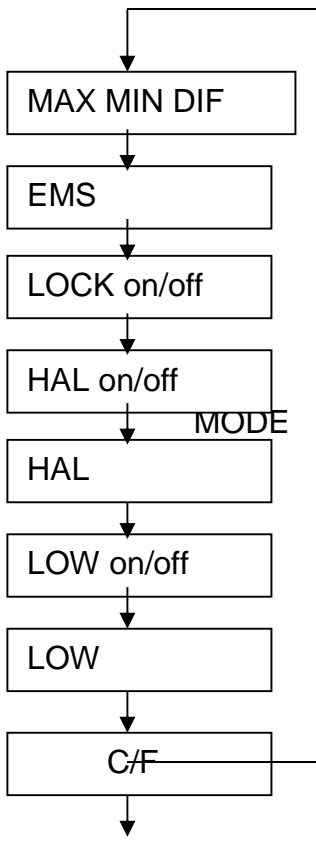 MAX MIN DIF
EMS
LOCK on/off
HAL on/off
MODE
HAL
LOW on/off
LOW
C/F